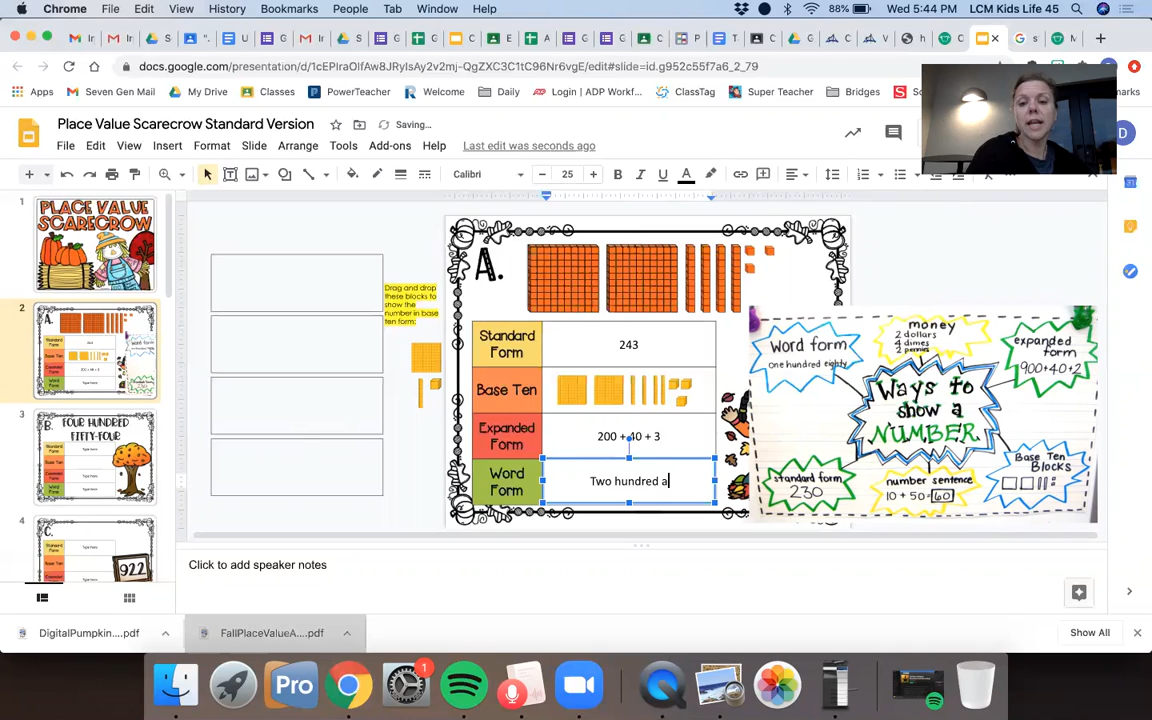 Chrome File Edit View History Bookmarks People Tab Window Help
88% Wed 5:44 PM LCM Kids Life 45
docs.google.com/presentation/d/1cEPIraOlfAw8JRylsAy2v2mj-QgZXC3C1tC96Nr6vgE/edit#slide=id.g952c55f7a6_2_79
Apps Seven Gen Mail My Drive Classes PowerTeacher Welcome Daily Login | ADP Workf... ClassTag Super Teacher Bridges
Place Value Scarecrow Standard Version
Saving...
File Edit View Insert Format Slide Arrange Tools Add-ons Help Last edit was seconds ago
Calibri 25
1
PLACE VALUE
SCARECROW
2
3
B. FOUR HUNDRED
FIFTY-FOUR
4
C.
922
Drag and drop
these blocks to
show the
number in base
ten form:
A.
Standard
Form
243
Base Ten
Expanded
Form
200 + 40 + 3
Word
Form
Two hundred a
Word form
one hundred eighty
money
2 dollars
4 dimes
2 pennies
expanded
form
900+40+2
Ways to
show a
NUMBER
standard form
230
number sentence
10 + 50 = 60
Base Ten
Blocks
Click to add speaker notes
DigitalPumpkin....pdf
FallPlaceValueA....pdf
Show All
Pro
1